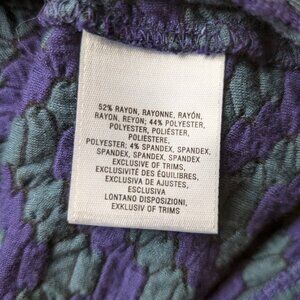 52% RAYON, RAYONNE, RAYÓN,
RAYON, REYON; 44% POLYESTER,
POLYESTER, POLIÉSTER,
POLIESTERE,
POLYESTER; 4% SPANDEX, SPANDEX,
SPANDEX, SPANDEX, SPANDEX
EXCLUSIVE OF TRIMS
EXCLUSIVITÉ DES ÉQUILIBRES,
EXCLUSIVA DE AJUSTES,
ESCLUSIVA
LONTANO DISPOSIZIONI,
EXKLUSIV OF TRIMS